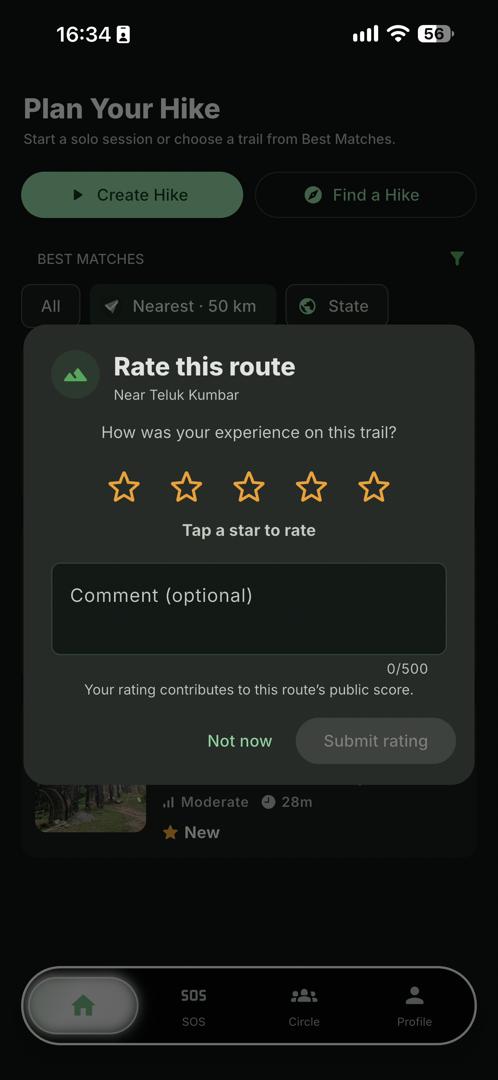 16:34
56
Plan Your Hike
Start a solo session or choose a trail from Best Matches.
Create Hike
Find a Hike
BEST MATCHES
All
Nearest · 50 km
State
Rate this route
Near Teluk Kumbar
How was your experience on this trail?
Tap a star to rate
Comment (optional)
0/500
Your rating contributes to this route’s public score.
Not now
Submit rating
Moderate
28m
New
SOS
SOS
Circle
Profile